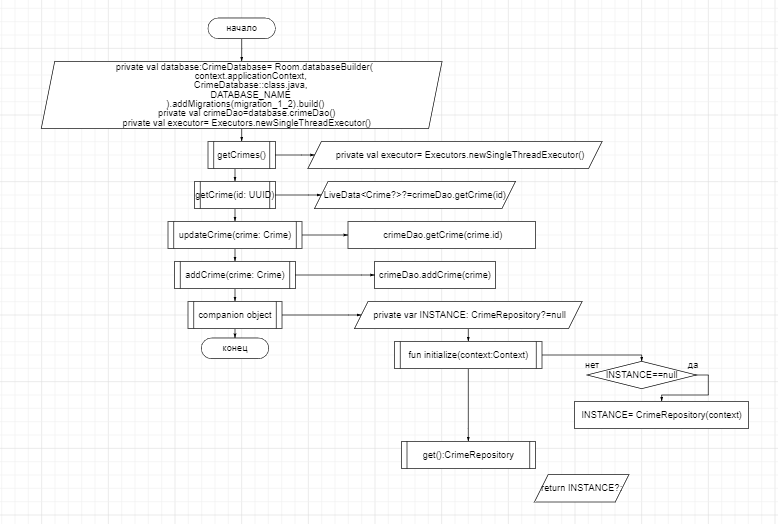 начало
private val database:CrimeDatabase= Room.databaseBuilder(
context.applicationContext,
CrimeDatabase::class.java,
DATABASE_NAME
).addMigrations(migration_1_2).build()
private val crimeDao=database.crimeDao()
private val executor= Executors.newSingleThreadExecutor()
getCrimes()
private val executor= Executors.newSingleThreadExecutor()
getCrime(id: UUID)
LiveData<Crime?>?=crimeDao.getCrime(id)
updateCrime(crime: Crime)
crimeDao.getCrime(crime.id)
addCrime(crime: Crime)
crimeDao.addCrime(crime)
companion object
private var INSTANCE: CrimeRepository?=null
конец
fun initialize(context:Context)
нет
да
INSTANCE==null
INSTANCE= CrimeRepository(context)
get():CrimeRepository
return INSTANCE?: